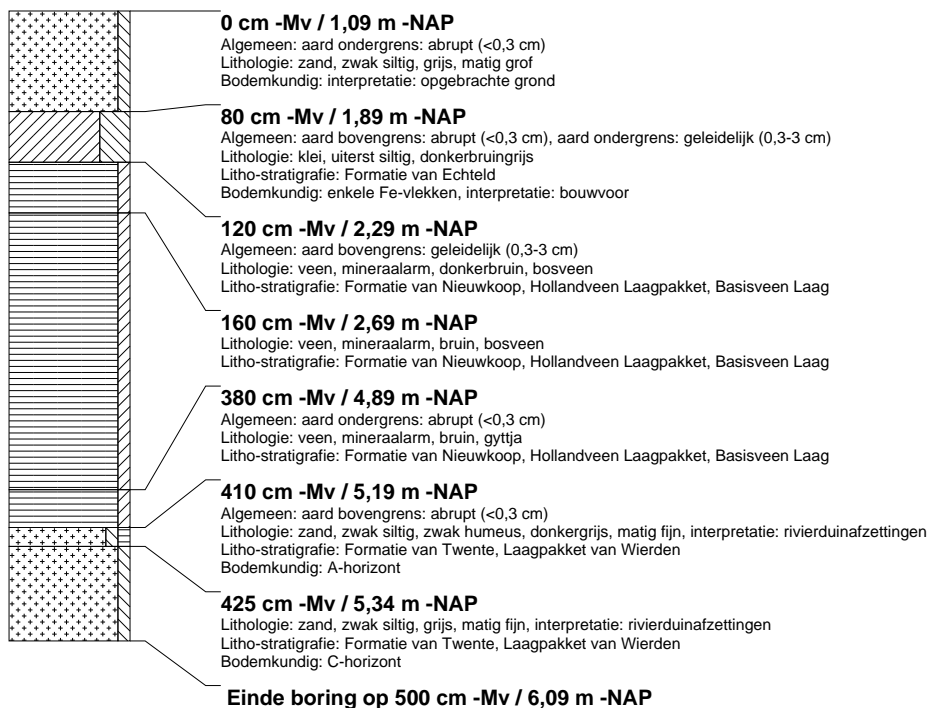 0 cm -Mv / 1,09 m -NAP
Algemeen: aard ondergrens: abrupt (<0,3 cm)
Lithologie: zand, zwak siltig, grijs, matig grof
Bodemkundig: interpretatie: opgebrachte grond
80 cm -Mv / 1,89 m -NAP
Algemeen: aard bovengrens: abrupt (<0,3 cm), aard ondergrens: geleidelijk (0,3-3 cm)
Lithologie: klei, uiterst siltig, donkerbruingrijs
Litho-stratigrafie: Formatie van Echteld
Bodemkundig: enkele Fe-vlekken, interpretatie: bouwvoor
120 cm -Mv / 2,29 m -NAP
Algemeen: aard bovengrens: geleidelijk (0,3-3 cm)
Lithologie: veen, mineraalarm, donkerbruin, bosveen
Litho-stratigrafie: Formatie van Nieuwkoop, Hollandveen Laagpakket, Basisveen Laag
160 cm -Mv / 2,69 m -NAP
Lithologie: veen, mineraalarm, bruin, bosveen
Litho-stratigrafie: Formatie van Nieuwkoop, Hollandveen Laagpakket, Basisveen Laag
380 cm -Mv / 4,89 m -NAP
Algemeen: aard ondergrens: abrupt (<0,3 cm)
Lithologie: veen, mineraalarm, bruin, gyttja
Litho-stratigrafie: Formatie van Nieuwkoop, Hollandveen Laagpakket, Basisveen Laag
410 cm -Mv / 5,19 m -NAP
Algemeen: aard bovengrens: abrupt (<0,3 cm)
Lithologie: zand, zwak siltig, zwak humeus, donkergrijs, matig fijn, interpretatie: rivierduinafzettingen
Litho-stratigrafie: Formatie van Twente, Laagpakket van Wierden
Bodemkundig: A-horizont
425 cm -Mv / 5,34 m -NAP
Lithologie: zand, zwak siltig, grijs, matig fijn, interpretatie: rivierduinafzettingen
Litho-stratigrafie: Formatie van Twente, Laagpakket van Wierden
Bodemkundig: C-horizont
Einde boring op 500 cm -Mv / 6,09 m -NAP